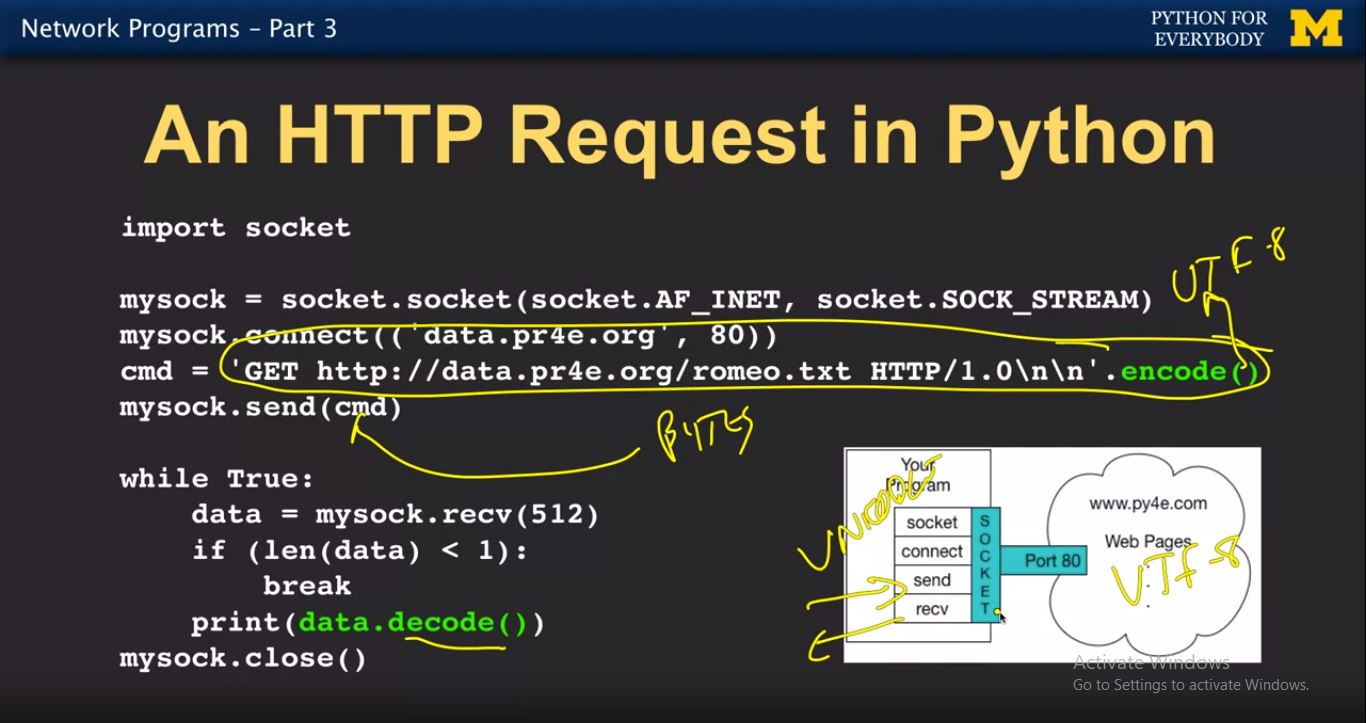 Network Programs – Part 3
PYTHON FOR
EVERYBODY
M
An HTTP Request in Python
import socket
mysock = socket.socket(socket.AF_INET, socket.SOCK_STREAM)
mysock.connect(('data.pr4e.org', 80))
cmd = 'GET http://data.pr4e.org/romeo.txt HTTP/1.0\n\n'.encode()
mysock.send(cmd)
UTF-8
BYTES
while True:
    data = mysock.recv(512)
    if (len(data) < 1):
        break
    print(data.decode())
mysock.close()
Your
Program
UNICODE
socket
connect
send
recv
SOCKET
Port 80
www.py4e.com
Web Pages
UTF-8
Activate Windows
Go to Settings to activate Windows.